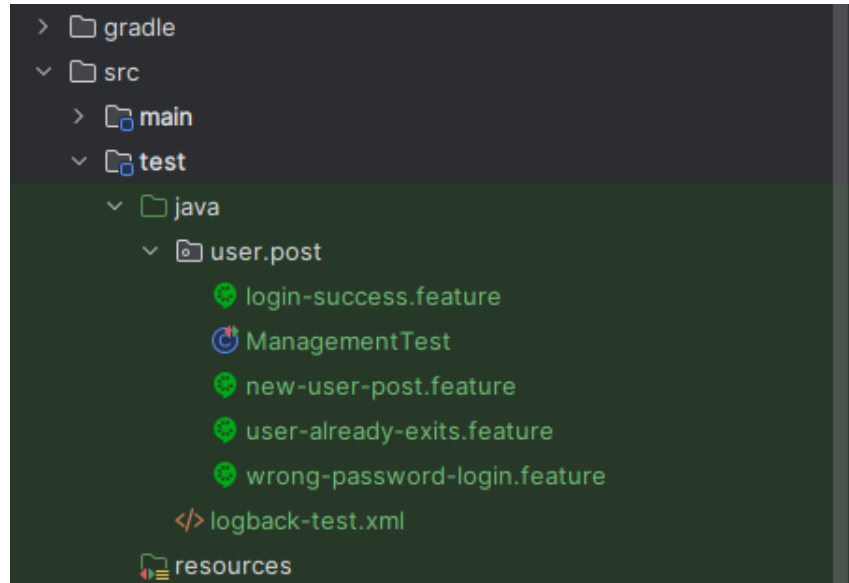 gradle
src
main
test
java
user.post
login-success.feature
ManagementTest
new-user-post.feature
user-already-exits.feature
wrong-password-login.feature
logback-test.xml
resources